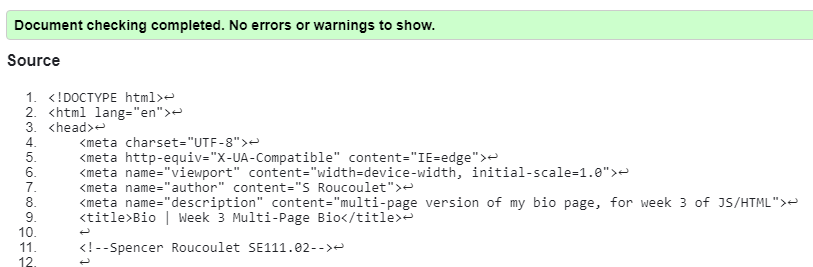 Document checking completed. No errors or warnings to show.
Source
1. <!DOCTYPE html>↩
2. <html lang="en">↩
3. <head>↩
4.     <meta charset="UTF-8">↩
5.     <meta http-equiv="X-UA-Compatible" content="IE=edge">↩
6.     <meta name="viewport" content="width=device-width, initial-scale=1.0">↩
7.     <meta name="author" content="S Roucoulet">↩
8.     <meta name="description" content="multi-page version of my bio page, for week 3 of JS/HTML">↩
9.     <title>Bio | Week 3 Multi-Page Bio</title>↩
10.     ↩
11.     <!--Spencer Roucoulet SE111.02-->↩
12.     ↩